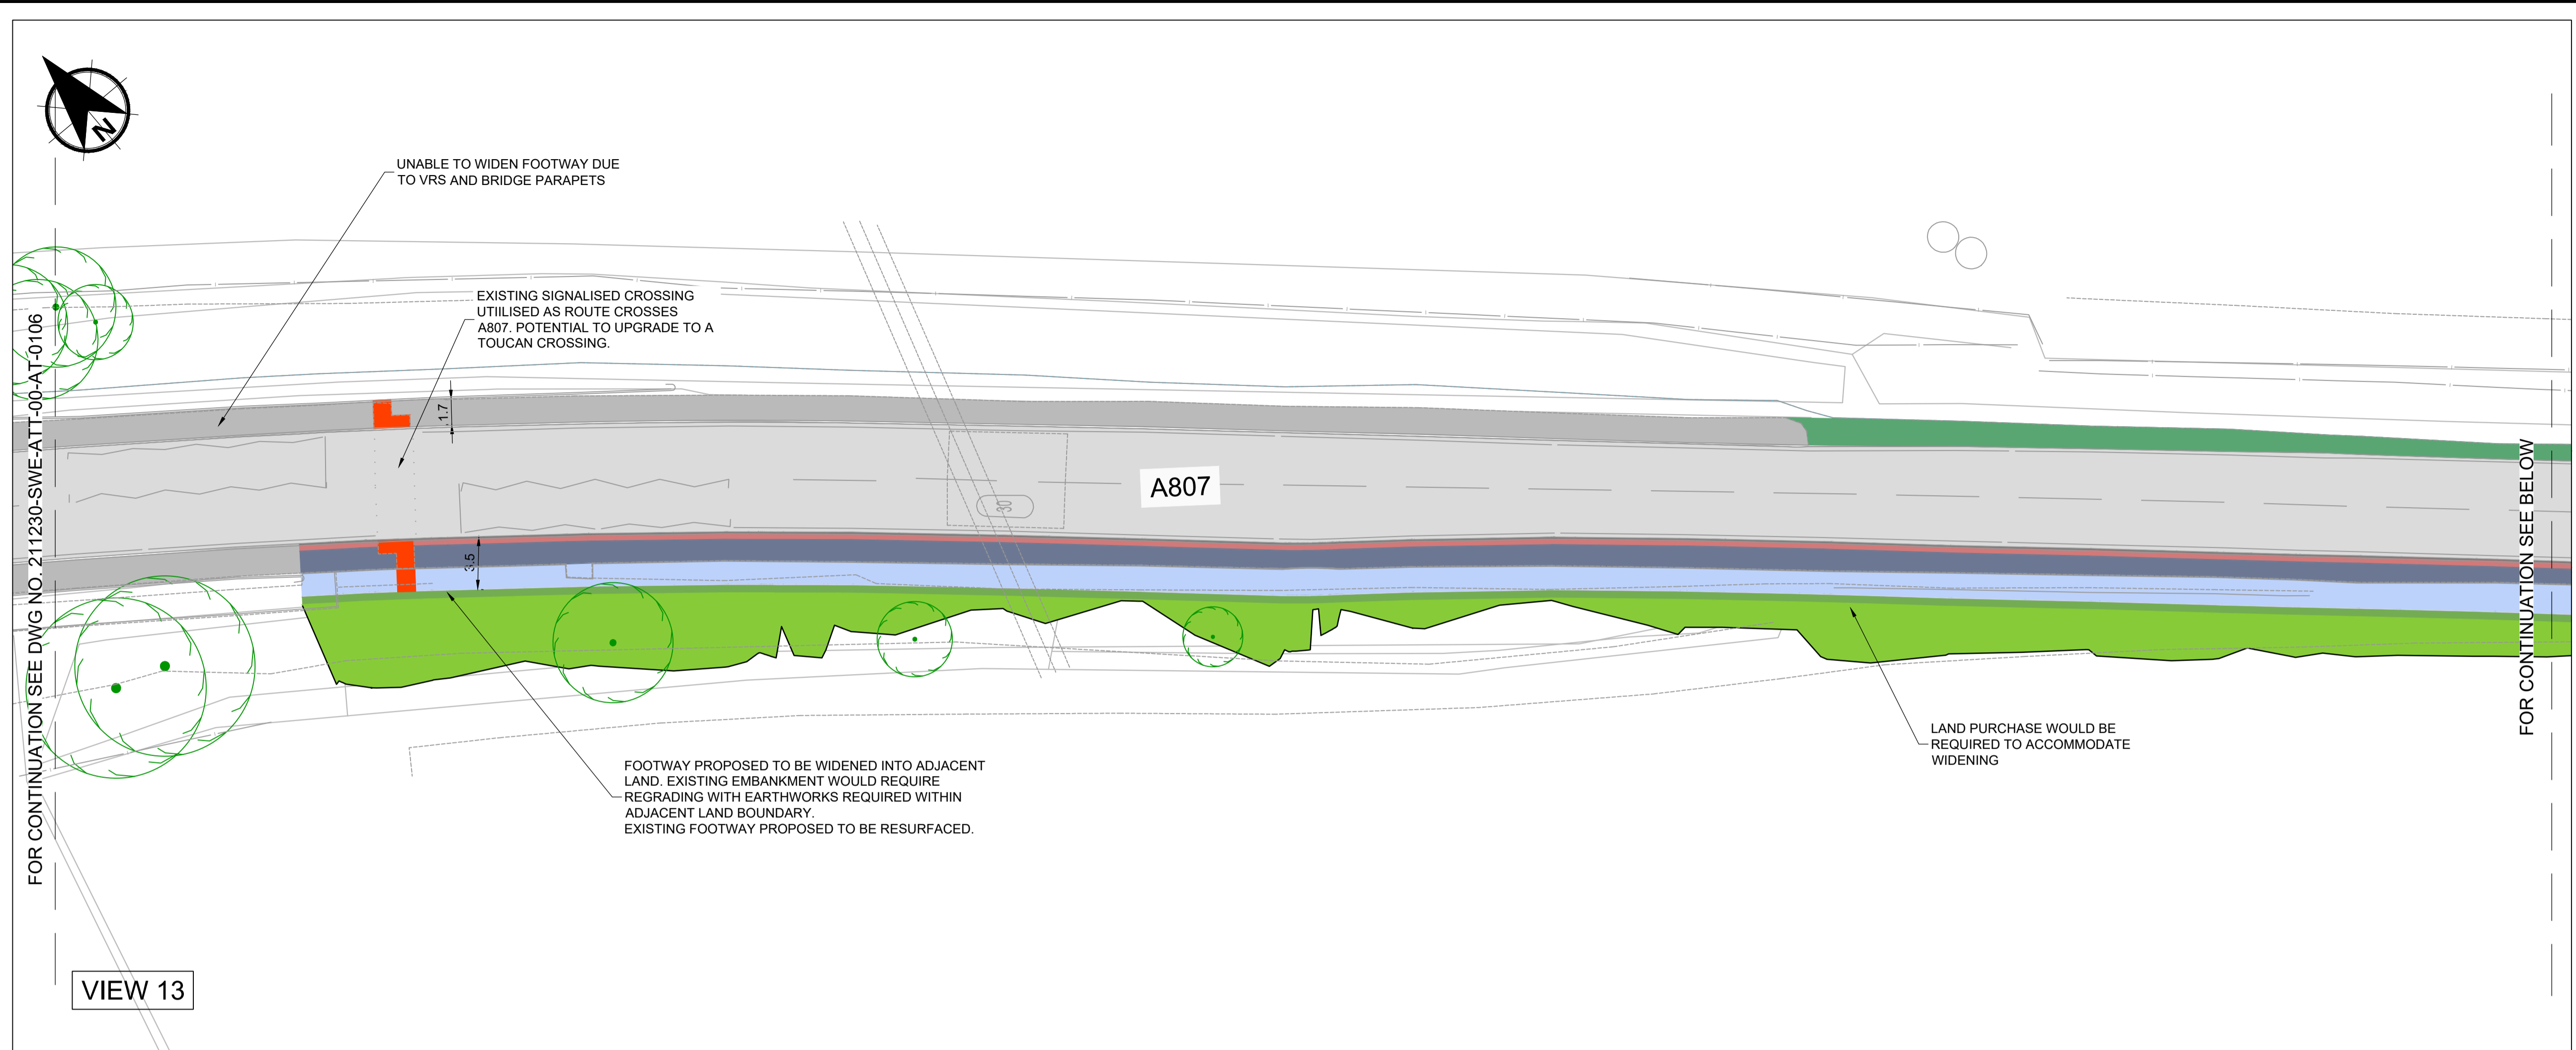 N
UNABLE TO WIDEN FOOTWAY DUE
TO VRS AND BRIDGE PARAPETS
EXISTING SIGNALISED CROSSING
UTIILISED AS ROUTE CROSSES
A807. POTENTIAL TO UPGRADE TO A
TOUCAN CROSSING.
FOR CONTINUATION SEE DWG NO. 211230-SWE-ATT-00-AT-0106
1.7
A807
30
3.5
FOR CONTINUATION SEE BELOW
LAND PURCHASE WOULD BE
REQUIRED TO ACCOMMODATE
WIDENING
FOOTWAY PROPOSED TO BE WIDENED INTO ADJACENT
LAND. EXISTING EMBANKMENT WOULD REQUIRE
REGRADING WITH EARTHWORKS REQUIRED WITHIN
ADJACENT LAND BOUNDARY.
EXISTING FOOTWAY PROPOSED TO BE RESURFACED.
VIEW 13